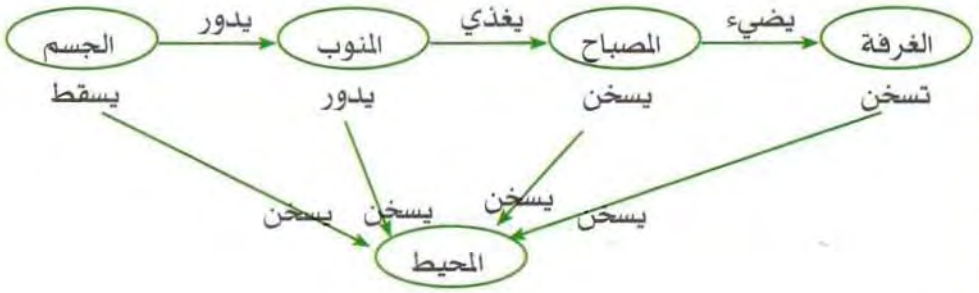 يدور يغذي يضيء
الجسم المنوب المصباح الغرفة
يسقط يدور يسخن تسخن
يسخن يسخن يسخن يسخن
المحيط